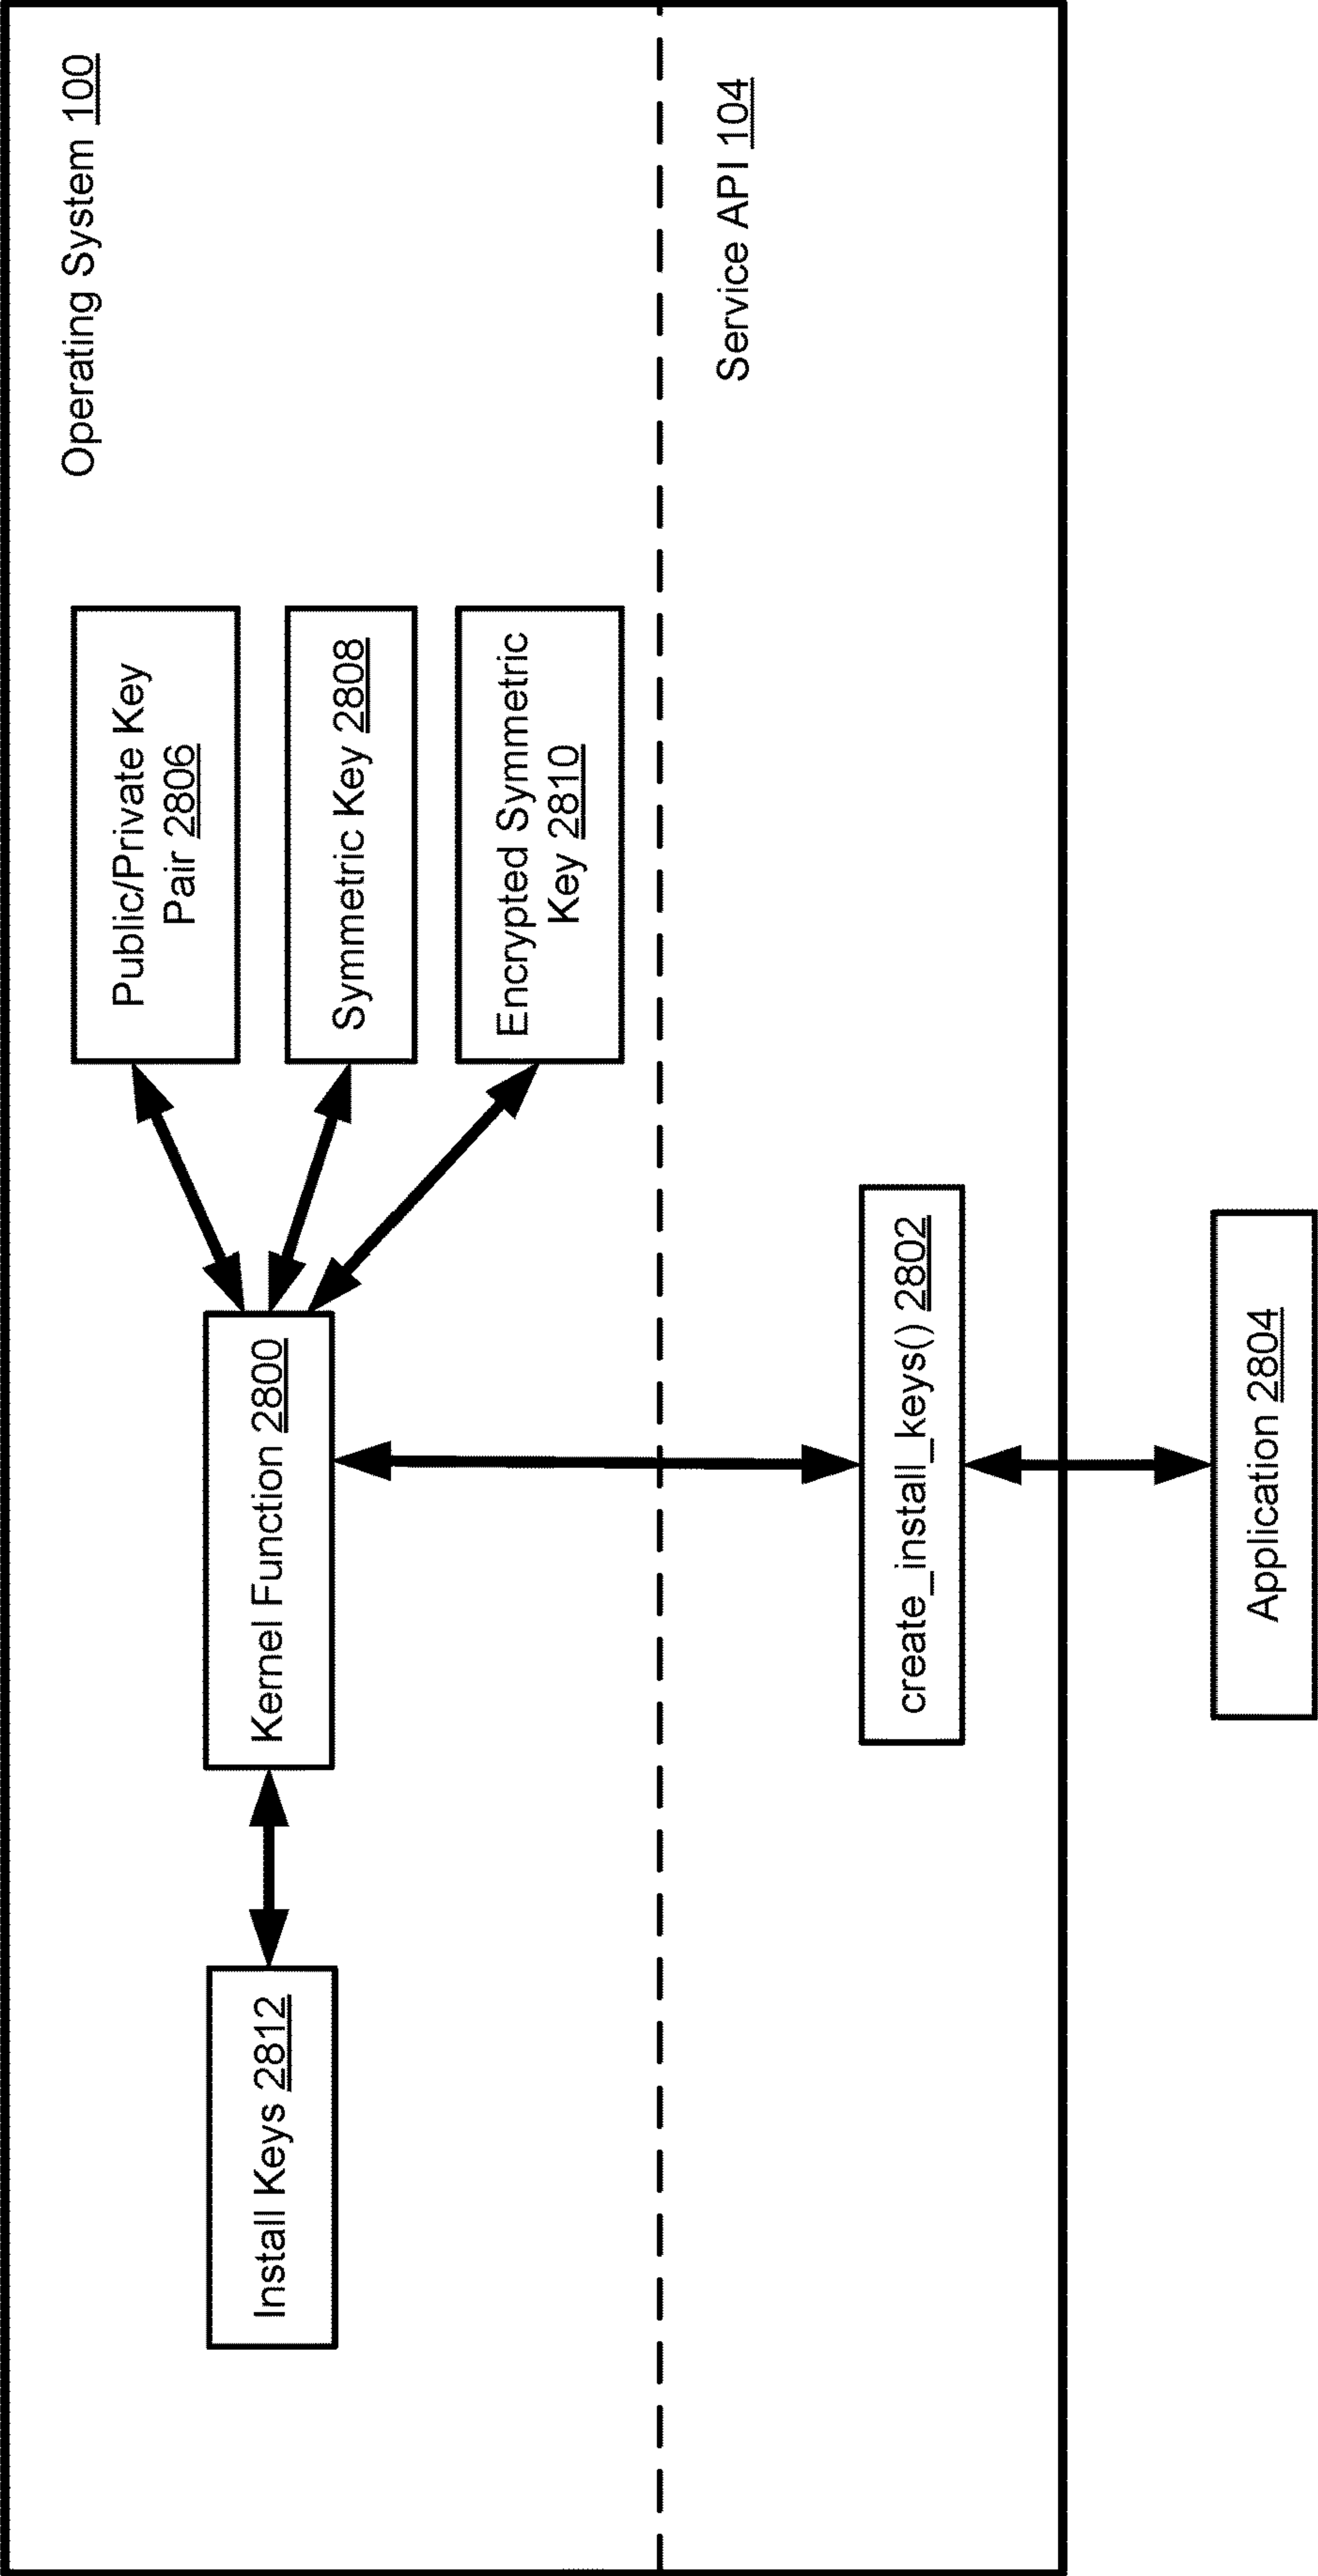 Operating System 100
Public/Private Key
Pair 2806
Install Keys 2812
Kernel Function 2800
Symmetric Key 2808
Encrypted Symmetric
Key 2810
Service API 104
create_install_keys() 2802
Application 2804